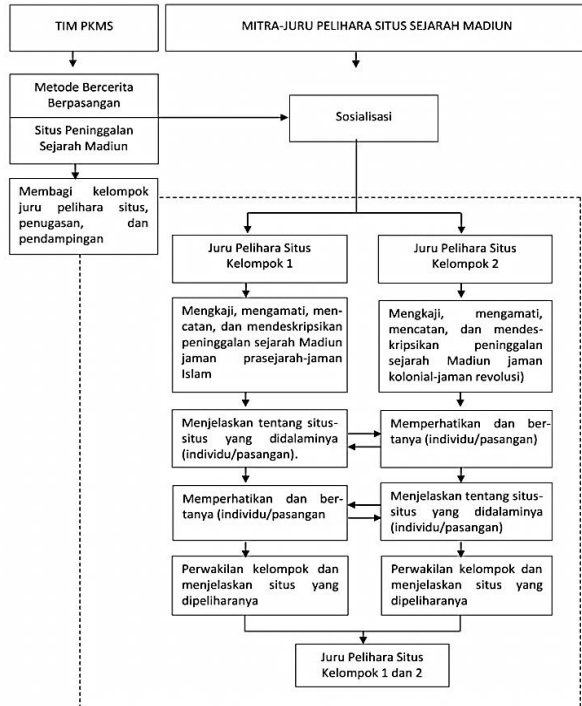 TIM PKMS
MITRA-JURU PELIHARA SITUS SEJARAH MADIUN
Metode Bercerita
Berpasangan
Situs Peninggalan
Sejarah Madiun
Sosialisasi
Membagi kelompok
juru pelihara situs,
penugasan, dan
pendampingan
Juru Pelihara Situs
Kelompok 1
Juru Pelihara Situs
Kelompok 2
Mengkaji, mengamati, men-
catan, dan mendeskripsikan
peninggalan sejarah Madiun
jaman prasejarah-jaman
Islam
Mengkaji, mengamati,
mencatan, dan mendes-
kripsikan peninggalan
sejarah Madiun jaman
kolonial-jaman revolusi)
Menjelaskan tentang situs-
situs yang didalaminya
(individu/pasangan).
Memperhatikan dan ber-
tanya (individu/pasangan)
Memperhatikan dan ber-
tanya (individu/pasangan
Menjelaskan tentang situs-
situs yang didalaminya
(individu/pasangan)
Perwakilan kelompok dan
menjelaskan situs yang
dipeliharanya
Perwakilan kelompok dan
menjelaskan situs yang
dipeliharanya
Juru Pelihara Situs
Kelompok 1 dan 2